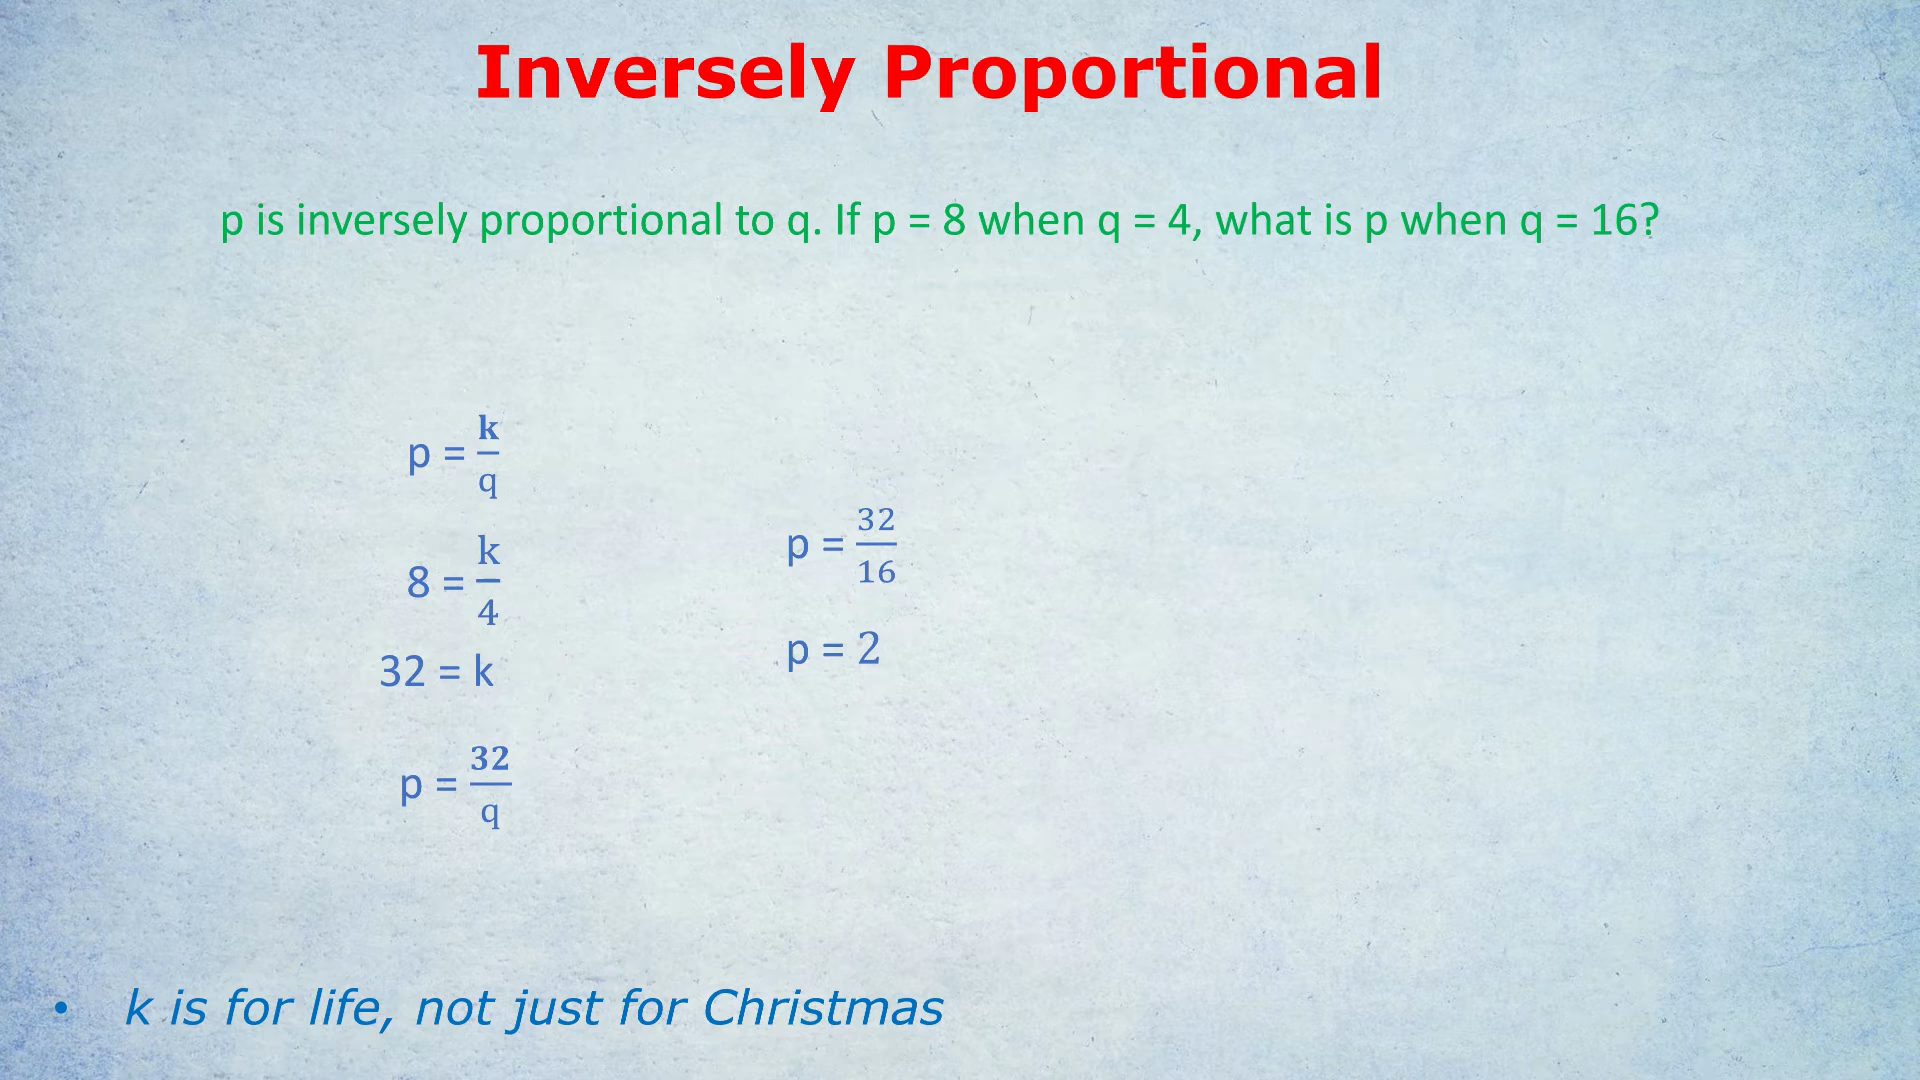 Inversely Proportional
p is inversely proportional to q. If p = 8 when q = 4, what is p when q = 16?
p = k/q
8 = k/4
32 = k
p = 32/q
p = 32/16
p = 2
• k is for life, not just for Christmas